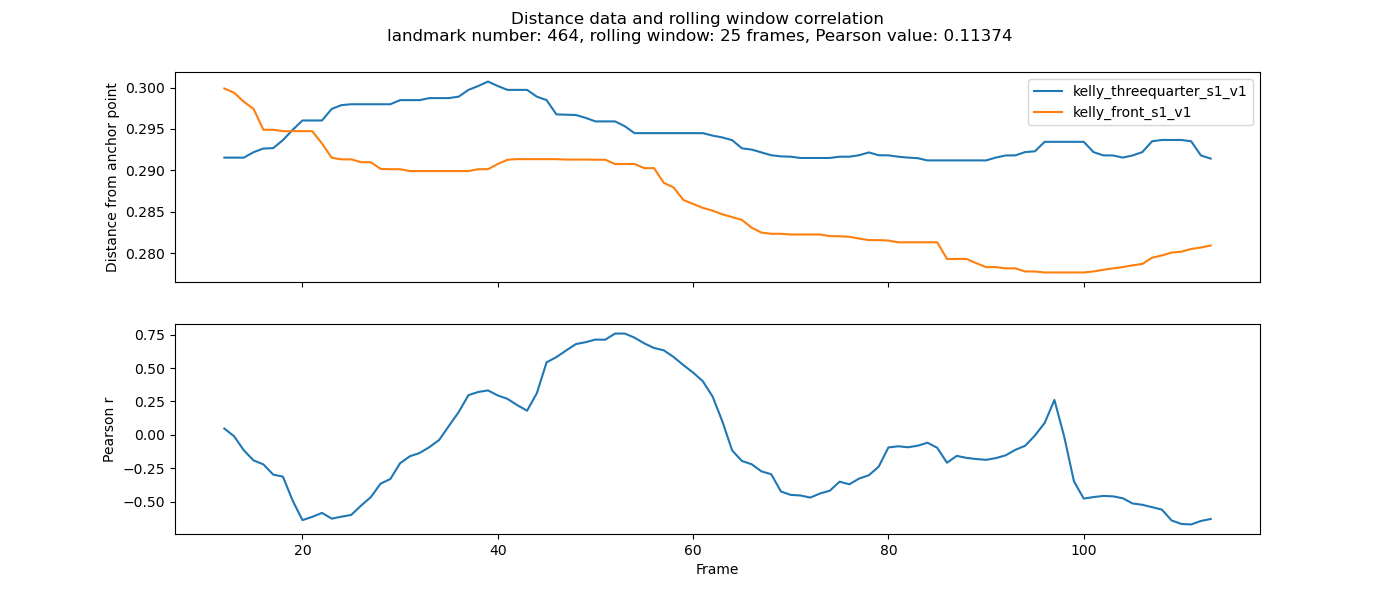 Distance data and rolling window correlation
landmark number: 464, rolling window: 25 frames, Pearson value: 0.11374
Distance from anchor point
0.300
0.295
0.290
0.285
0.280
kelly_threequarter_s1_v1
kelly_front_s1_v1
Pearson r
0.75
0.50
0.25
0.00
−0.25
−0.50
20 40 60 80 100
Frame